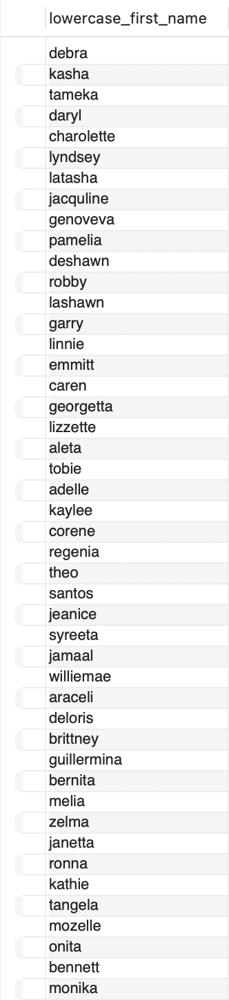 lowercase_first_name
debra
kasha
tameka
daryl
charolette
lyndsey
latasha
jacquline
genoveva
pamelia
deshawn
robby
lashawn
garry
linnie
emmitt
caren
georgetta
lizzette
aleta
tobie
adelle
kaylee
corene
regenia
theo
santos
jeanice
syreeta
jamaal
williemae
araceli
deloris
brittney
guillermina
bernita
melia
zelma
janetta
ronna
kathie
tangela
mozelle
onita
bennett
monika